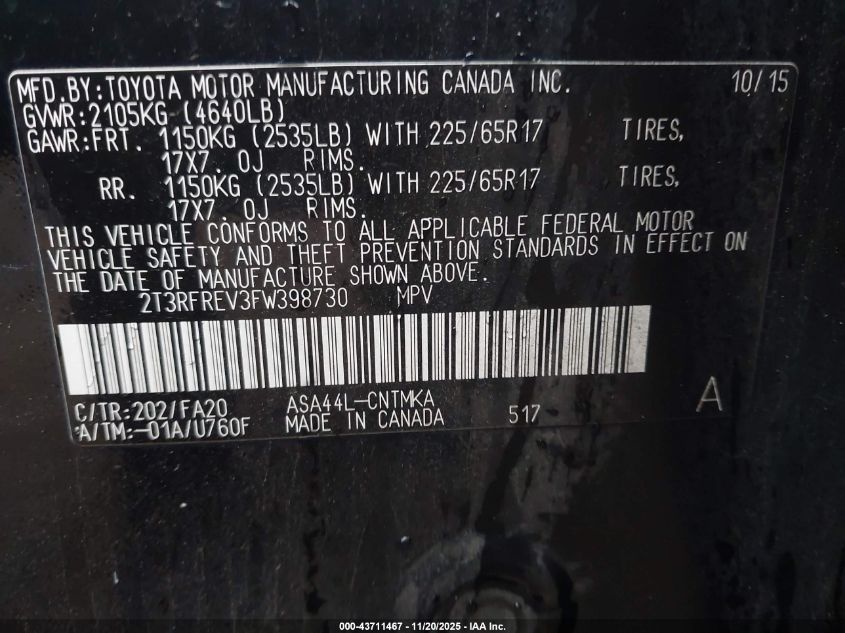 MFD.BY:TOYOTA MOTOR MANUFACTURING CANADA INC. 10/15
GVWR:2105KG (4640LB)
GAWR:FRT. 1150KG (2535LB) WITH 225/65R17 TIRES,
17X7.0J RIMS.
RR. 1150KG (2535LB) WITH 225/65R17 TIRES,
17X7 0J RIMS.
THIS VEHICLE CONFORMS TO ALL APPLICABLE FEDERAL MOTOR
VEHICLE SAFETY AND THEFT PREVENTION STANDARDS IN EFFECT ON
THE DATE OF MANUFACTURE SHOWN ABOVE.
2T3RFREV3FW398730 MPV
C/TR:202/FA20 ASA44L-CNTMKA A
A/TM:-01A/U760F MADE IN CANADA 517
000-43711467 - 11/20/2025 - IAA Inc.